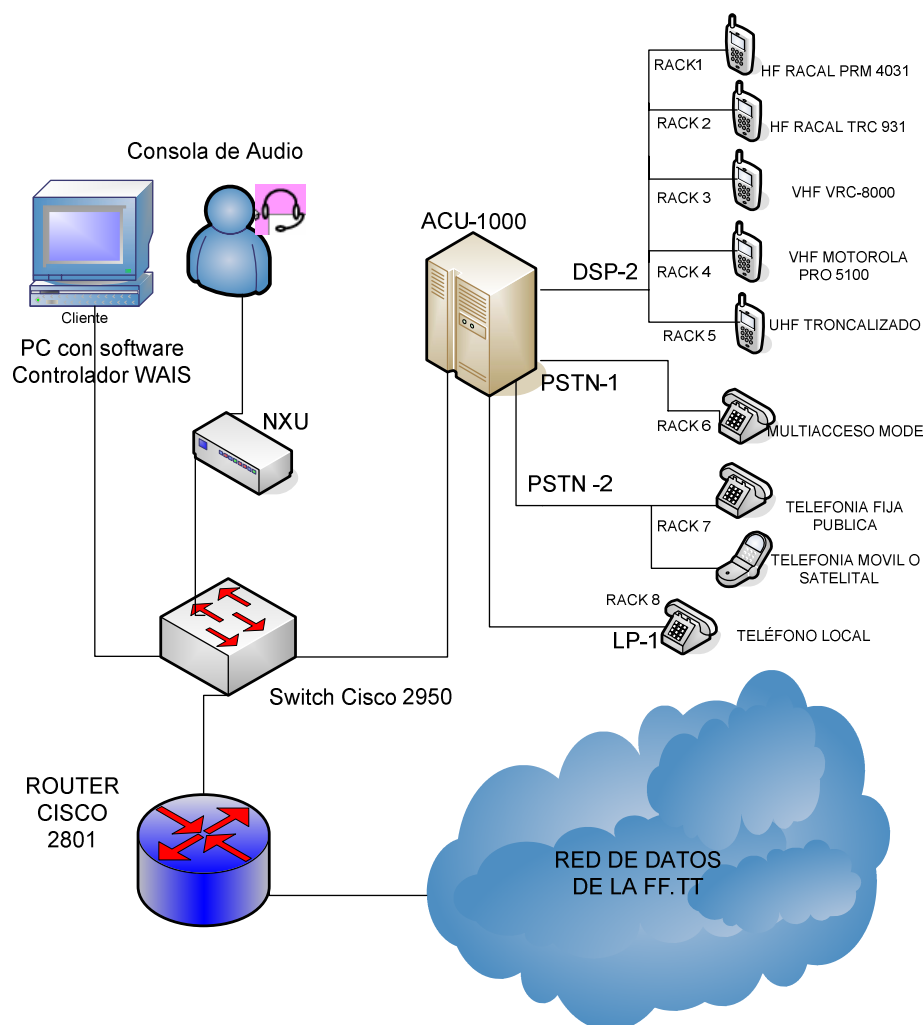 RACK1
HF RACAL PRM 4031
RACK 2
HF RACAL TRC 931
Consola de Audio
RACK 3
VHF VRC-8000
ACU-1000
DSP-2
RACK 4
VHF MOTOROLA
PRO 5100
Cliente
RACK 5
UHF TRONCALIZADO
PC con software
Controlador WAIS
PSTN-1
NXU
RACK 6
MULTIACCESO MODE
PSTN -2
TELEFONIA FIJA
PUBLICA
RACK 7
TELEFONIA MOVIL O
SATELITAL
RACK 8
LP-1
TELÉFONO LOCAL
Switch Cisco 2950
ROUTER
CISCO
2801
RED DE DATOS
DE LA FF.TT